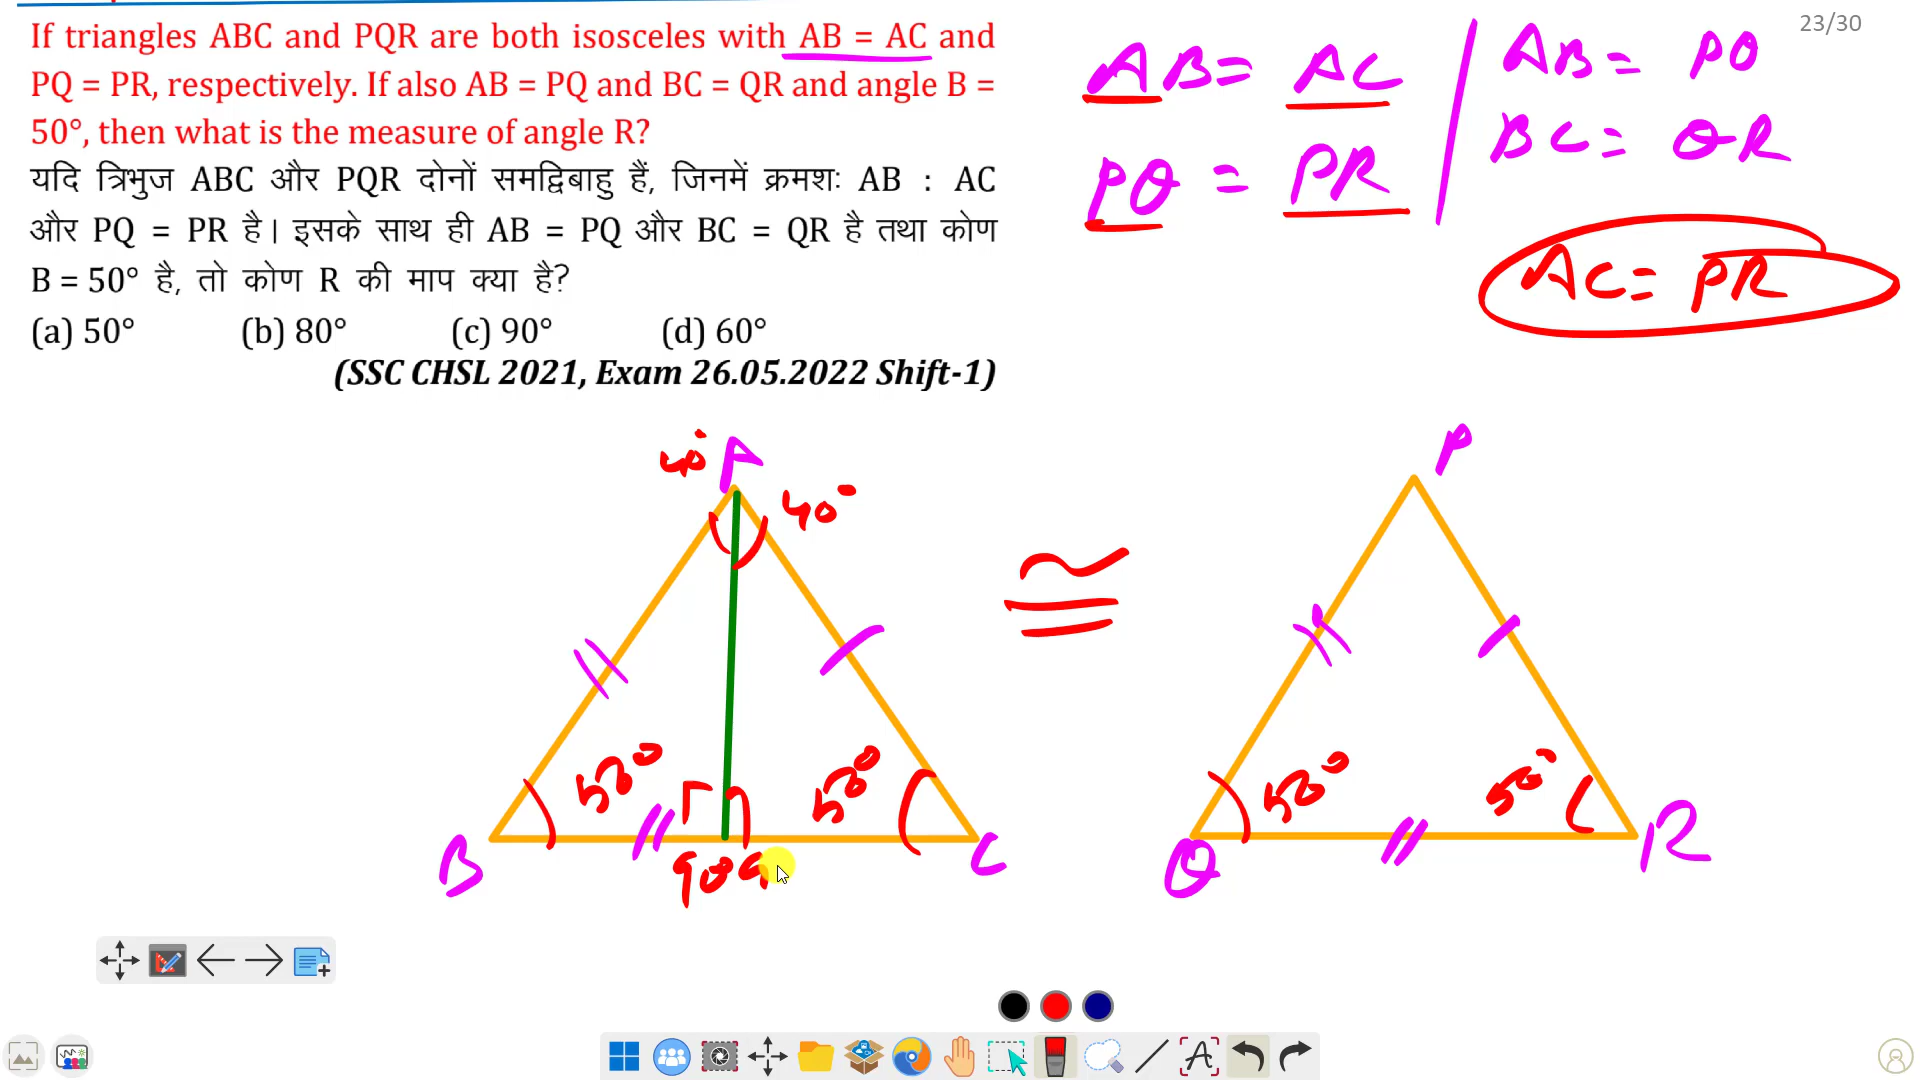 23/30
If triangles ABC and PQR are both isosceles with AB = AC and
PQ = PR, respectively. If also AB = PQ and BC = QR and angle B =
50°, then what is the measure of angle R?
यदि त्रिभुज ABC और PQR दोनों समद्विबाहु हैं, जिनमें क्रमशः AB : AC
और PQ = PR है। इसके साथ ही AB = PQ और BC = QR है तथा कोण
B = 50° है, तो कोण R की माप क्या है?
(a) 50° (b) 80° (c) 90° (d) 60°
(SSC CHSL 2021, Exam 26.05.2022 Shift-1)
AB = AC
PQ = PR
AB = PQ
BC = QR
AC = PR
40° A 40°
P
≅
50° 50°
50° 50°
B C
90 9
Q R